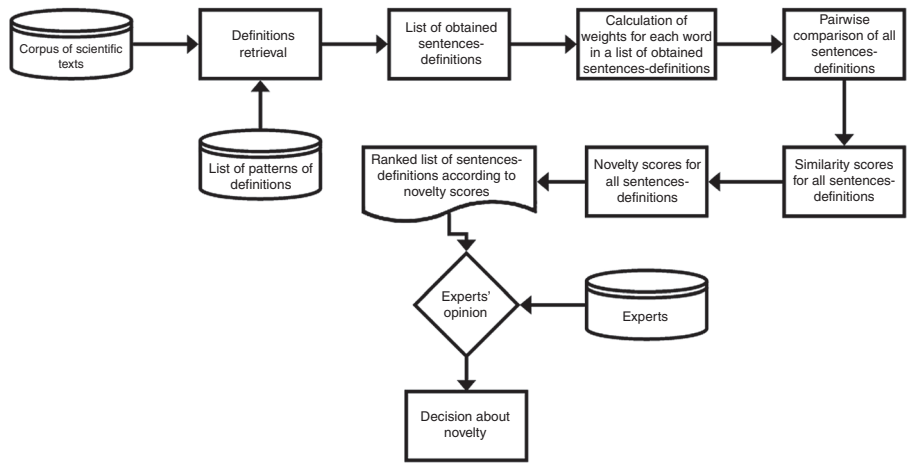 Corpus of scientific
texts
Definitions
retrieval
List of obtained
sentences-
definitions
Calculation of
weights for each word
in a list of obtained
sentences-definitions
Pairwise
comparison of all
sentences-
definitions
List of patterns of
definitions
Ranked list of sentences-
definitions according to
novelty scores
Novelty scores for
all sentences-
definitions
Similarity scores
for all sentences-
definitions
Experts'
opinion
Experts
Decision about
novelty